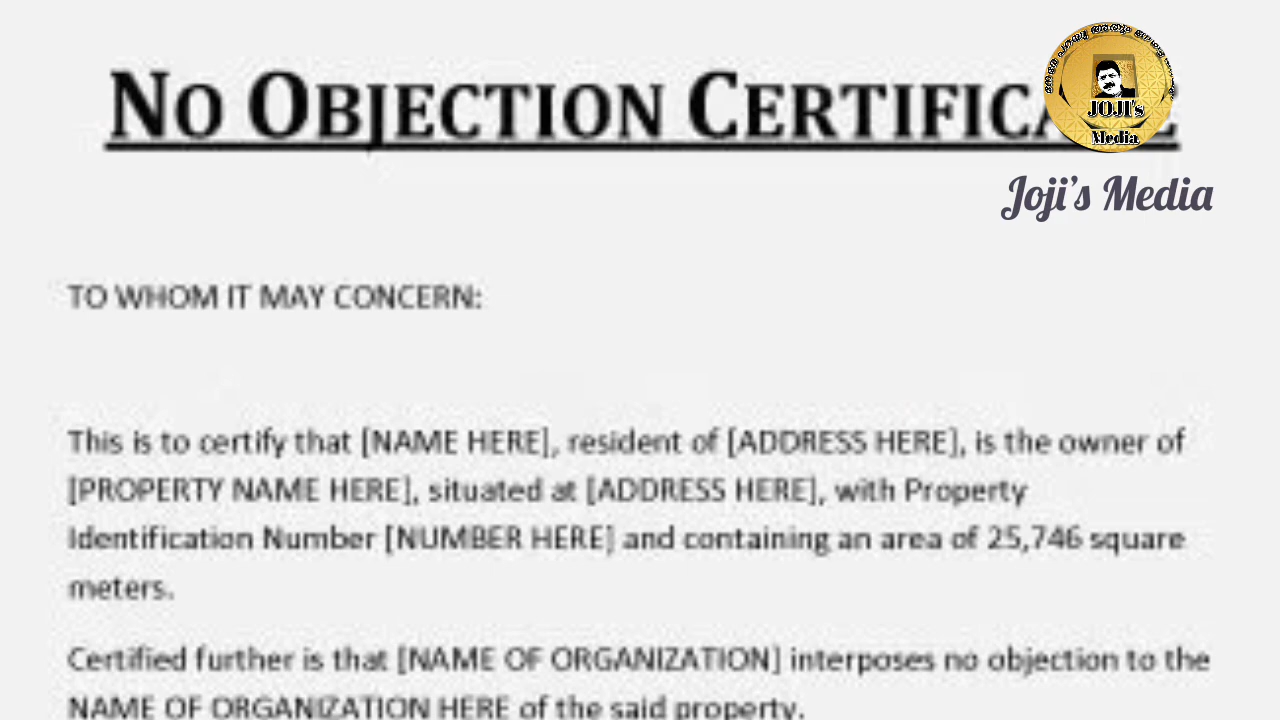 No Objection Certificate
JOJI's
Media
Joji's Media
TO WHOM IT MAY CONCERN:
This is to certify that [NAME HERE], resident of [ADDRESS HERE], is the owner of
[PROPERTY NAME HERE], situated at [ADDRESS HERE], with Property
Identification Number [NUMBER HERE] and containing an area of 25,746 square
meters.
Certified further is that [NAME OF ORGANIZATION] interposes no objection to the
NAME OF ORGANIZATION HERE of the said property.